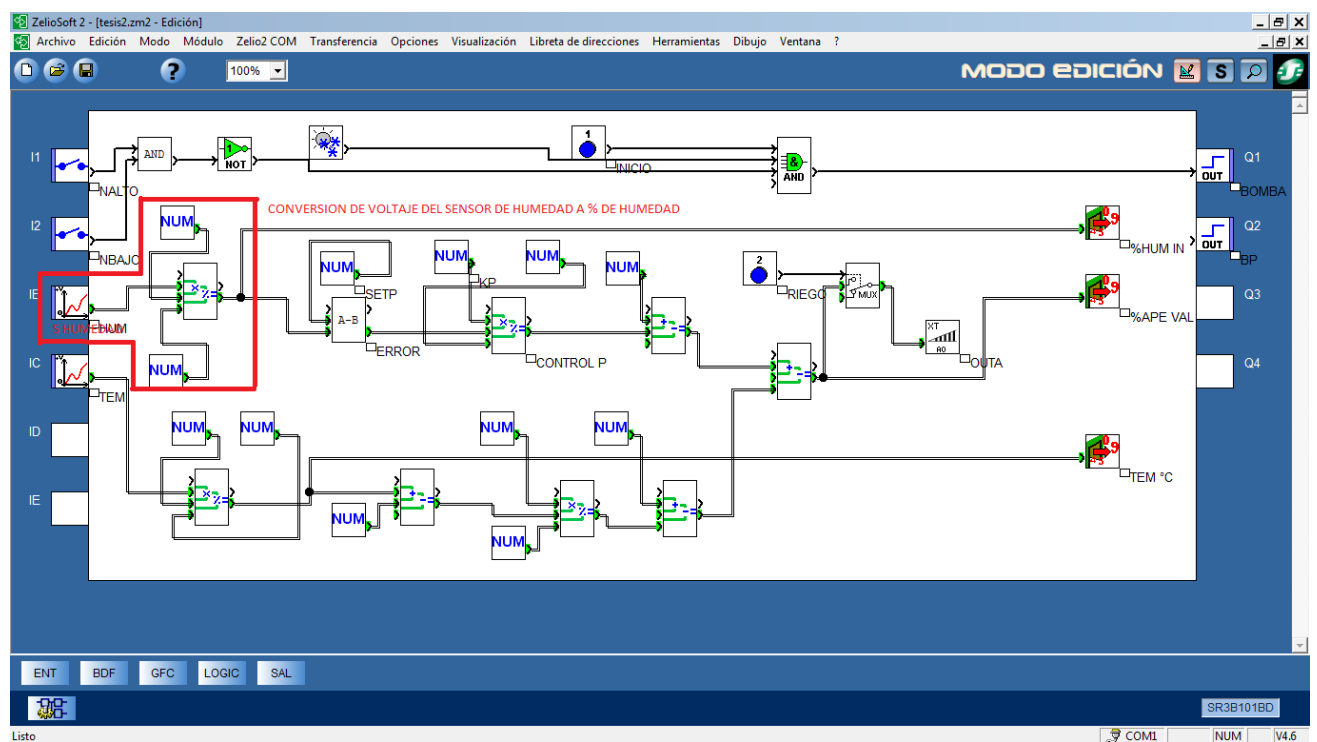 ZelioSoft 2 - [tesis2.zm2 - Edición]
Archivo Edición Modo Módulo Zelio2 COM Transferencia Opciones Visualización Libreta de direcciones Herramientas Dibujo Ventana ?
100% MODO EDICIÓN S
I1 AND NOT 1 INICIO & AND OUT Q1
NALTO BOMBA
I2 NUM CONVERSION DE VOLTAJE DEL SENSOR DE HUMEDAD A % DE HUMEDAD OUT Q2
NBAJO %HUM IN BP
NUM NUM NUM NUM 2
SETP KP RIEGO MUX Q3
S HUMEDAD HUM A-B XT A0 %APE VAL
ERROR CONTROL P OUTA
IC NUM Q4
TEM
ID NUM NUM NUM NUM
TEM °C
IE NUM
NUM
ENT BDF GFC LOGIC SAL
SR3B101BD
Listo COM1 NUM V4.6